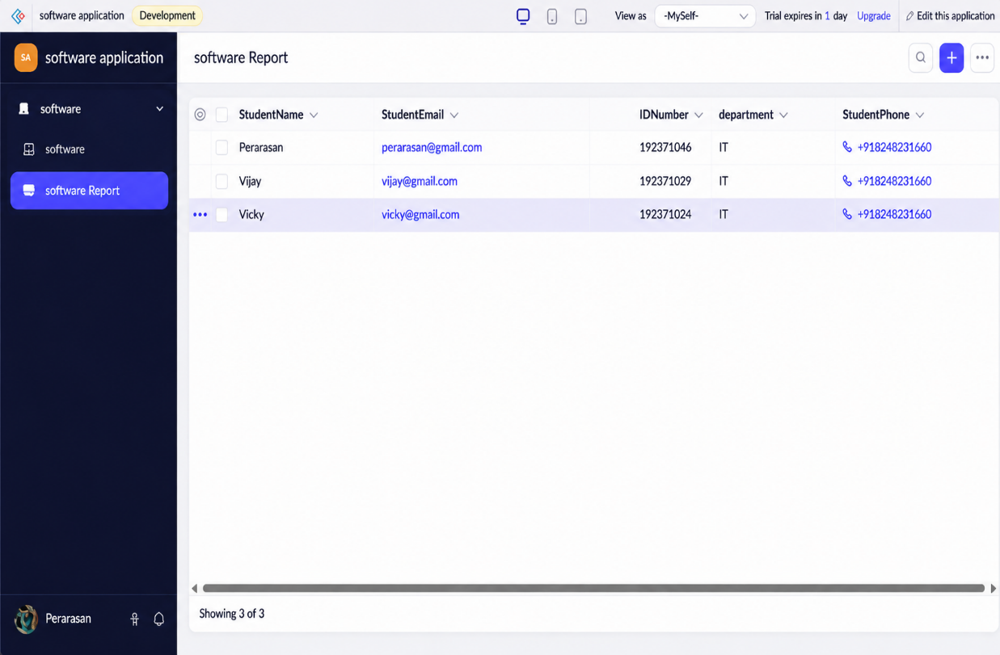 software application Development View as -MySelf- Trial expires in 1 day Upgrade Edit this application
SA software application
software Report
software
software
software Report
StudentName StudentEmail IDNumber department StudentPhone
Perarasan perarasan@gmail.com 192371046 IT +918248231660
Vijay vijay@gmail.com 192371029 IT +918248231660
Vicky vicky@gmail.com 192371024 IT +918248231660
Showing 3 of 3
Perarasan